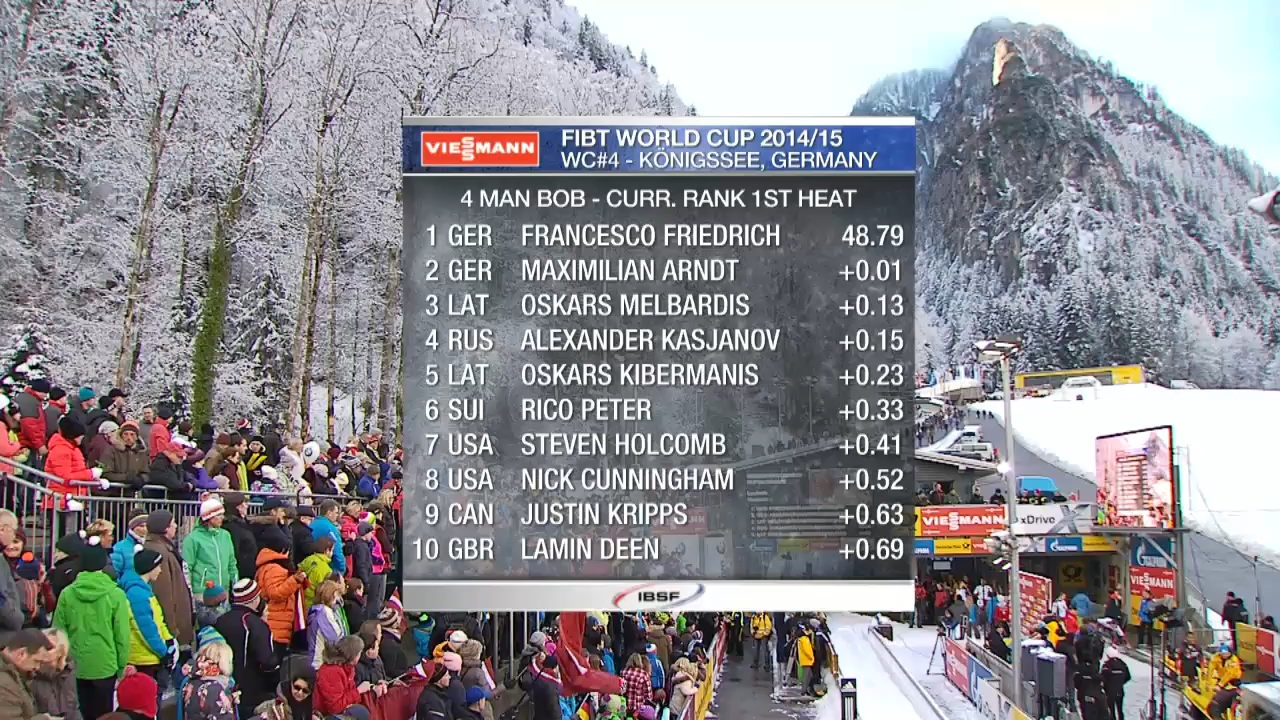 VIESSMANN
FIBT WORLD CUP 2014/15
WC#4 - KÖNIGSSEE, GERMANY
4 MAN BOB - CURR. RANK 1ST HEAT
1 GER FRANCESCO FRIEDRICH 48.79
2 GER MAXIMILIAN ARNDT +0.01
3 LAT OSKARS MELBARDIS +0.13
4 RUS ALEXANDER KASJANOV +0.15
5 LAT OSKARS KIBERMANIS +0.23
6 SUI RICO PETER +0.33
7 USA STEVEN HOLCOMB +0.41
8 USA NICK CUNNINGHAM +0.52
9 CAN JUSTIN KRIPPS +0.63
10 GBR LAMIN DEEN +0.69
IBSF
VIESSMANN
xDrive
VIESSMANN